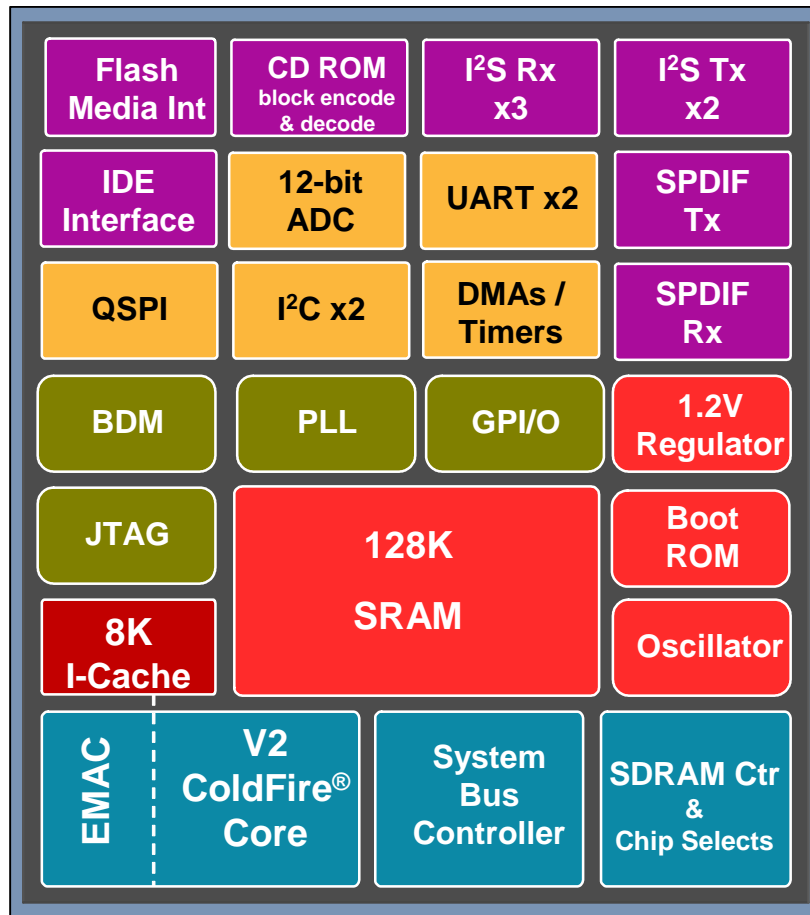 Flash
Media Int
CD ROM
block encode
& decode
I²S Rx
x3
I²S Tx
x2
IDE
Interface
12-bit
ADC
UART x2
SPDIF
Tx
QSPI
I²C x2
DMAs /
Timers
SPDIF
Rx
BDM
PLL
GPI/O
1.2V
Regulator
JTAG
128K
SRAM
Boot
ROM
8K
I-Cache
Oscillator
EMAC
V2
ColdFire®
Core
System
Bus
Controller
SDRAM Ctr
&
Chip Selects